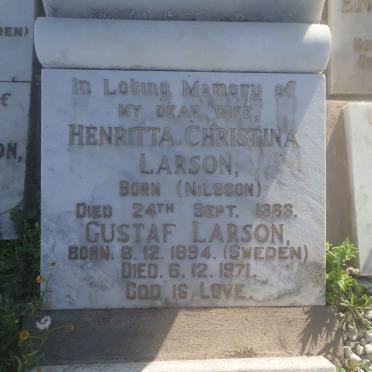 In Loving Memory of
MY DEAR WIFE,
HENRITTA CHRISTINA
LARSON,
BORN (NILSSON)
DIED 24TH SEPT. 1966.
GUSTAF LARSON,
BORN. 8.12.1894. (SWEDEN)
DIED. 6.12.1971.
GOD IS LOVE.